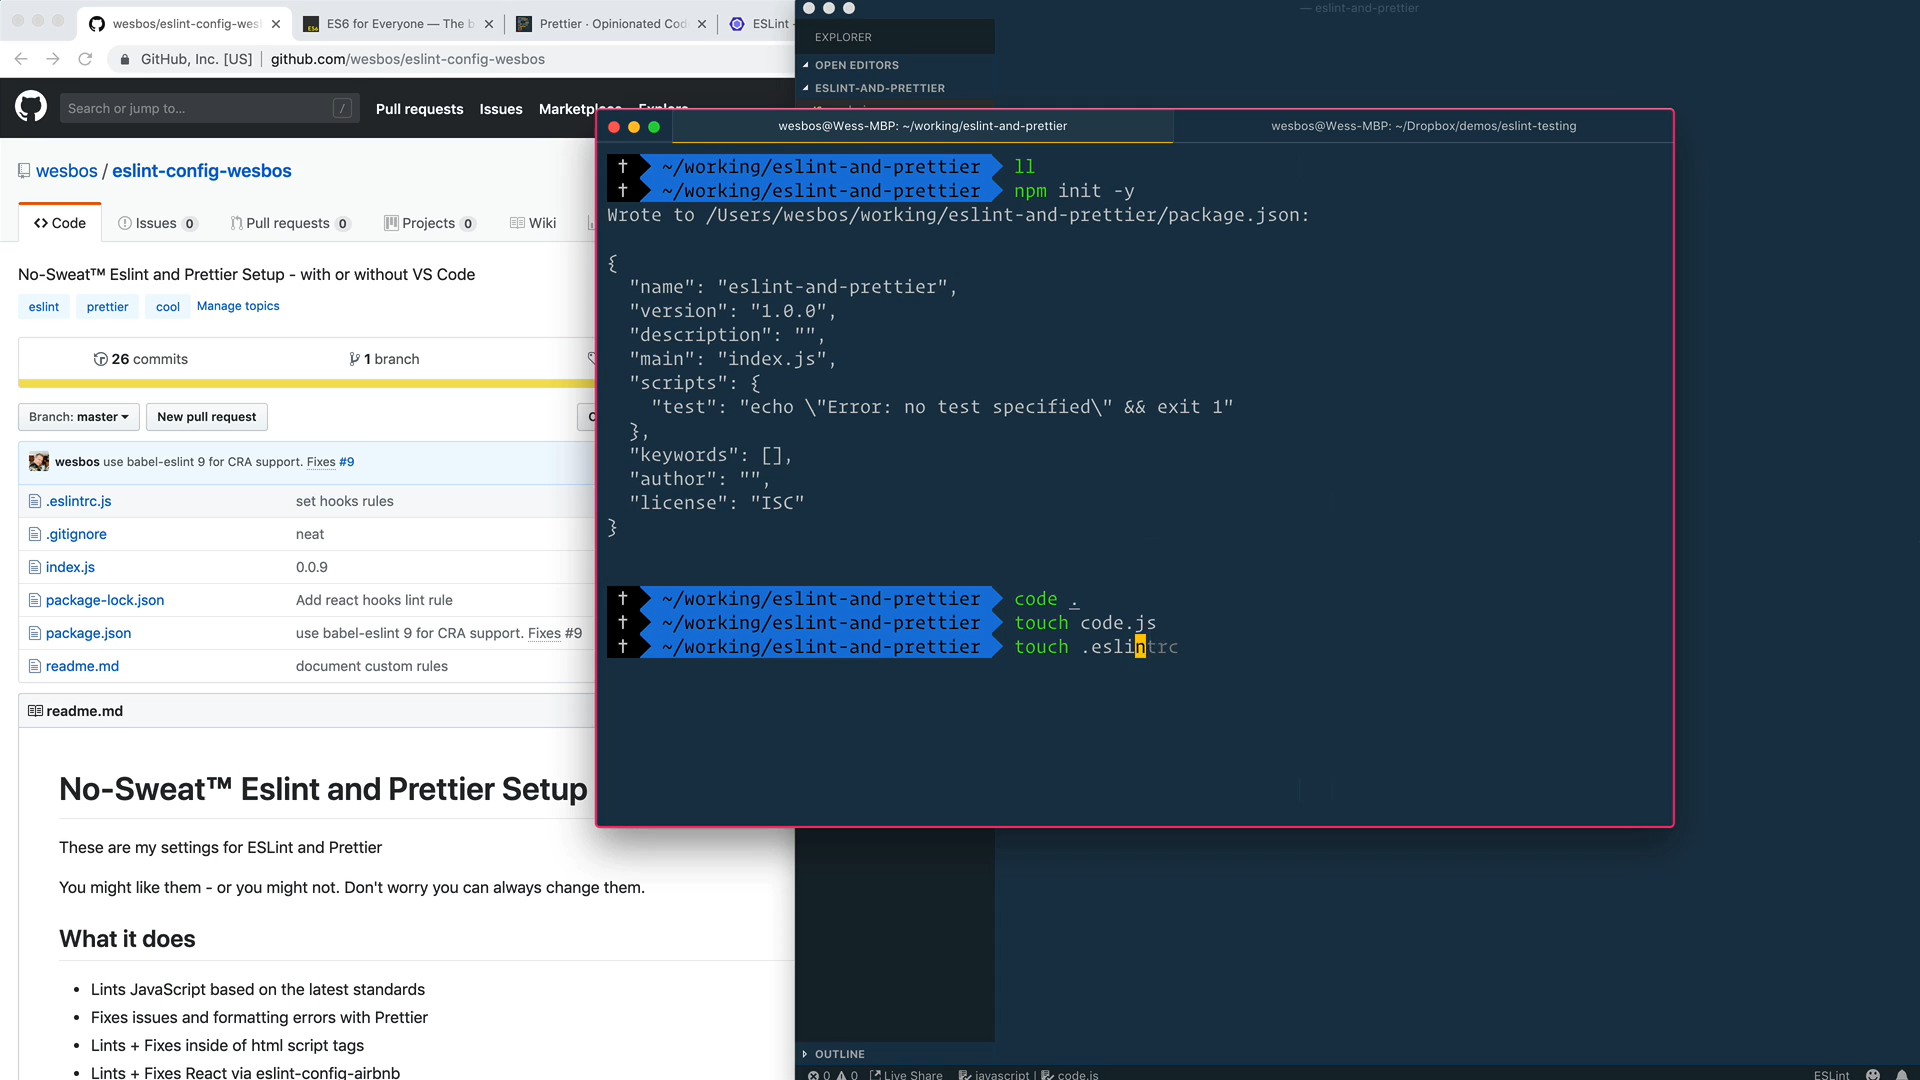 wesbos/eslint-config-wes
ES6 for Everyone — The b
Prettier · Opinionated Cod
ESLint
GitHub, Inc. [US]
github.com/wesbos/eslint-config-wesbos
Search or jump to...
/
Pull requests
Issues
Marketplace
Explore
wesbos / eslint-config-wesbos
Code
Issues 0
Pull requests 0
Projects 0
Wiki
No-Sweat™ Eslint and Prettier Setup - with or without VS Code
eslint
prettier
cool
Manage topics
26 commits
1 branch
Branch: master
New pull request
wesbos use babel-eslint 9 for CRA support. Fixes #9
.eslintrc.js set hooks rules
.gitignore neat
index.js 0.0.9
package-lock.json Add react hooks lint rule
package.json use babel-eslint 9 for CRA support. Fixes #9
readme.md document custom rules
readme.md
No-Sweat™ Eslint and Prettier Setup
These are my settings for ESLint and Prettier
You might like them - or you might not. Don't worry you can always change them.
What it does
• Lints JavaScript based on the latest standards
• Fixes issues and formatting errors with Prettier
• Lints + Fixes inside of html script tags
• Lints + Fixes React via eslint-config-airbnb
— eslint-and-prettier
EXPLORER
OPEN EDITORS
ESLINT-AND-PRETTIER
wesbos@Wess-MBP: ~/working/eslint-and-prettier
wesbos@Wess-MBP: ~/Dropbox/demos/eslint-testing
† ~/working/eslint-and-prettier ll
† ~/working/eslint-and-prettier npm init -y
Wrote to /Users/wesbos/working/eslint-and-prettier/package.json:
{
"name": "eslint-and-prettier",
"version": "1.0.0",
"description": "",
"main": "index.js",
"scripts": {
"test": "echo \"Error: no test specified\" && exit 1"
},
"keywords": [],
"author": "",
"license": "ISC"
}
† ~/working/eslint-and-prettier code .
† ~/working/eslint-and-prettier touch code.js
† ~/working/eslint-and-prettier touch .eslintrc
OUTLINE
0 0 Live Share javascript | code.js
ESLint